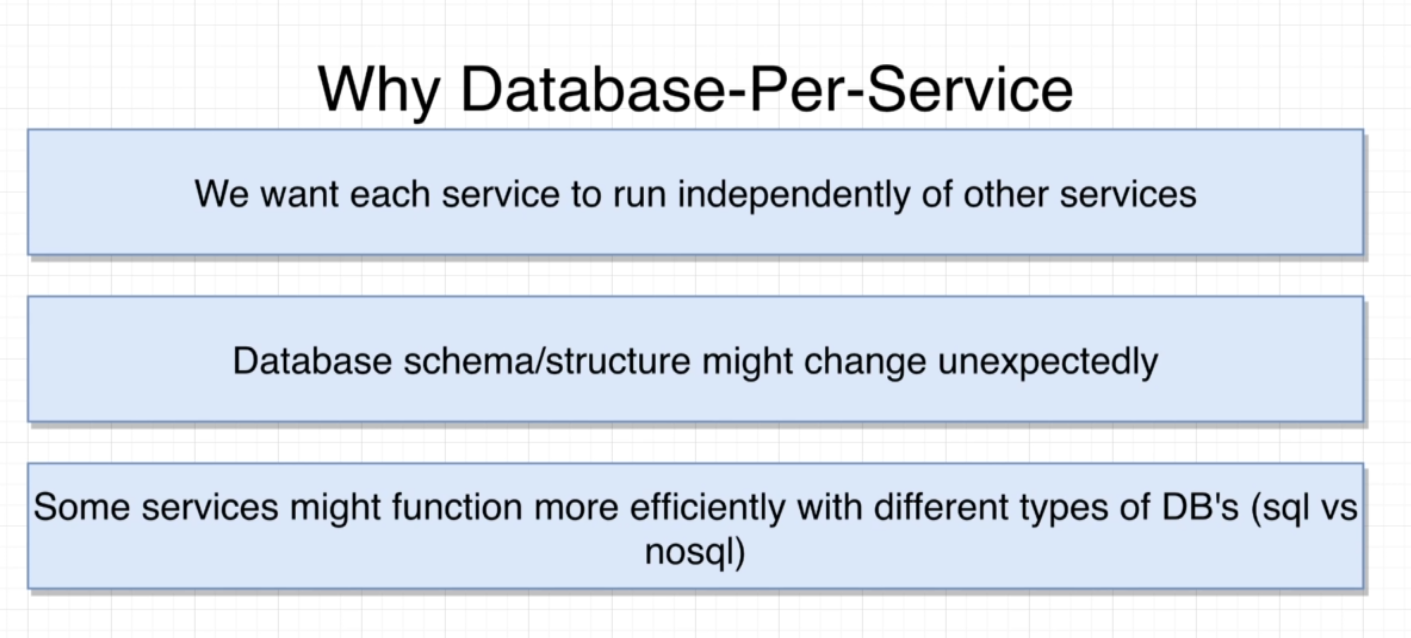 Why Database-Per-Service
We want each service to run independently of other services
Database schema/structure might change unexpectedly
Some services might function more efficiently with different types of DB's (sql vs
nosql)